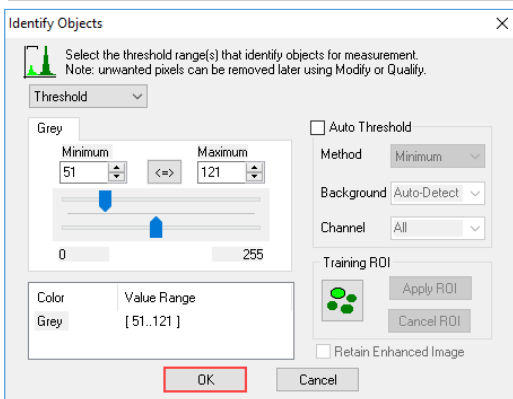 Identify Objects
Select the threshold range(s) that identify objects for measurement.
Note: unwanted pixels can be removed later using Modify or Qualify.
Threshold
Grey
Minimum Maximum
51 <=> 121
0 255
Color Value Range
Grey [ 51..121 ]
Auto Threshold
Method Minimum
Background Auto-Detect
Channel All
Training ROI
Apply ROI
Cancel ROI
Retain Enhanced Image
OK Cancel